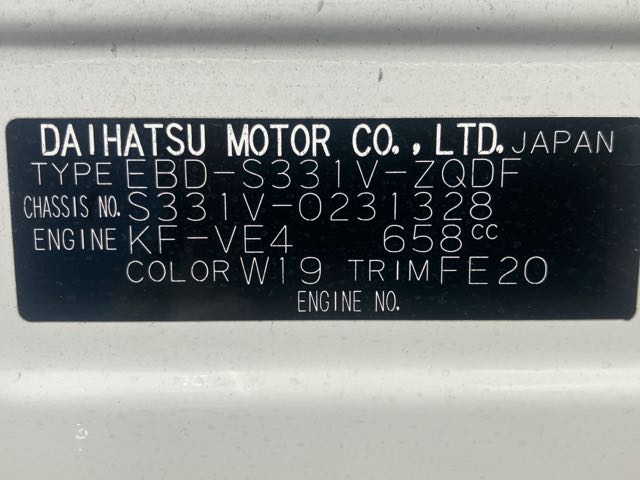 DAIHATSU MOTOR CO., LTD. JAPAN
TYPE EBD-S331V-ZQDF
CHASSIS NO. S331V-0231328
ENGINE KF-VE4 658cc
COLOR W19 TRIM FE20
ENGINE NO.